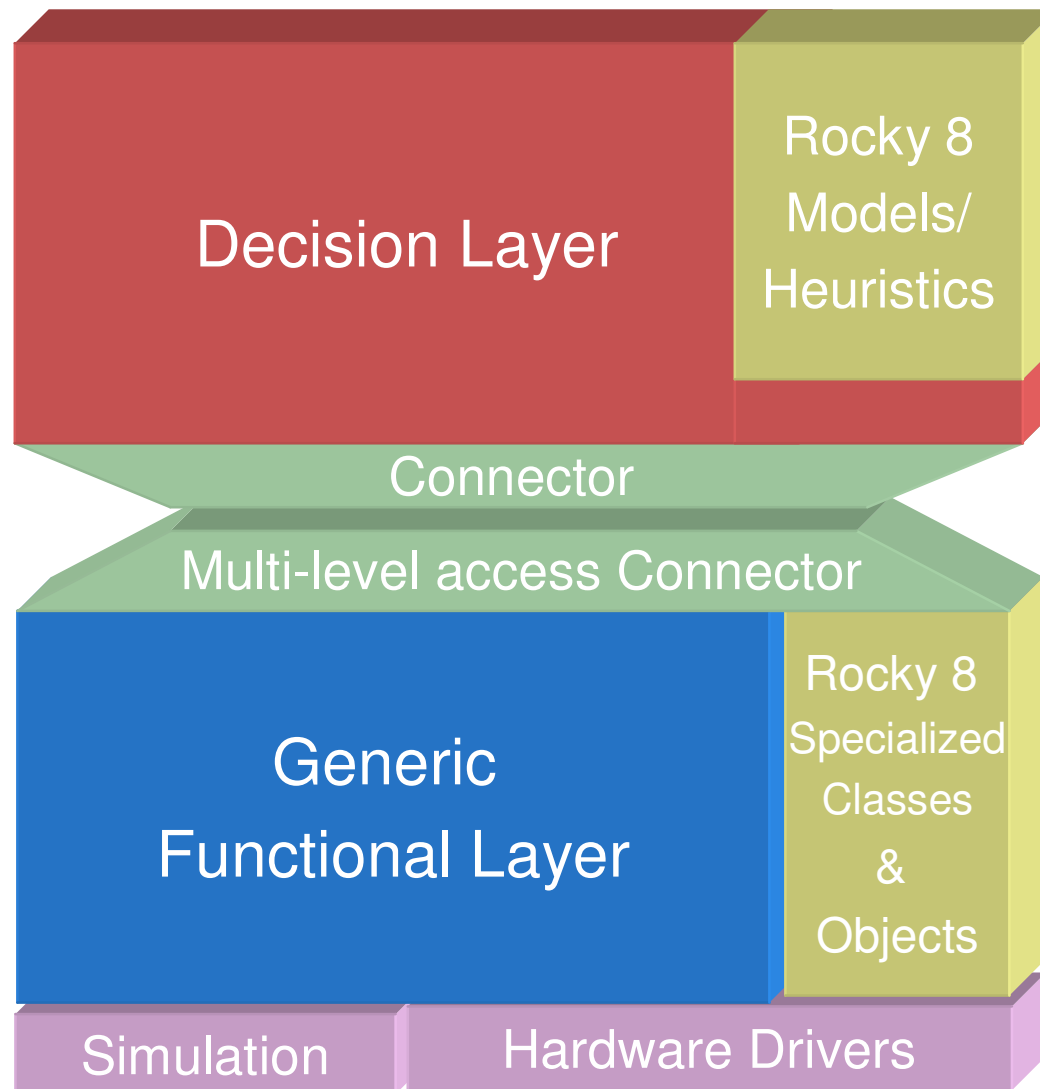 Decision Layer
Rocky 8
Models/
Heuristics
Connector
Multi-level access Connector
Generic
Functional Layer
Rocky 8
Specialized
Classes
&
Objects
Simulation
Hardware Drivers